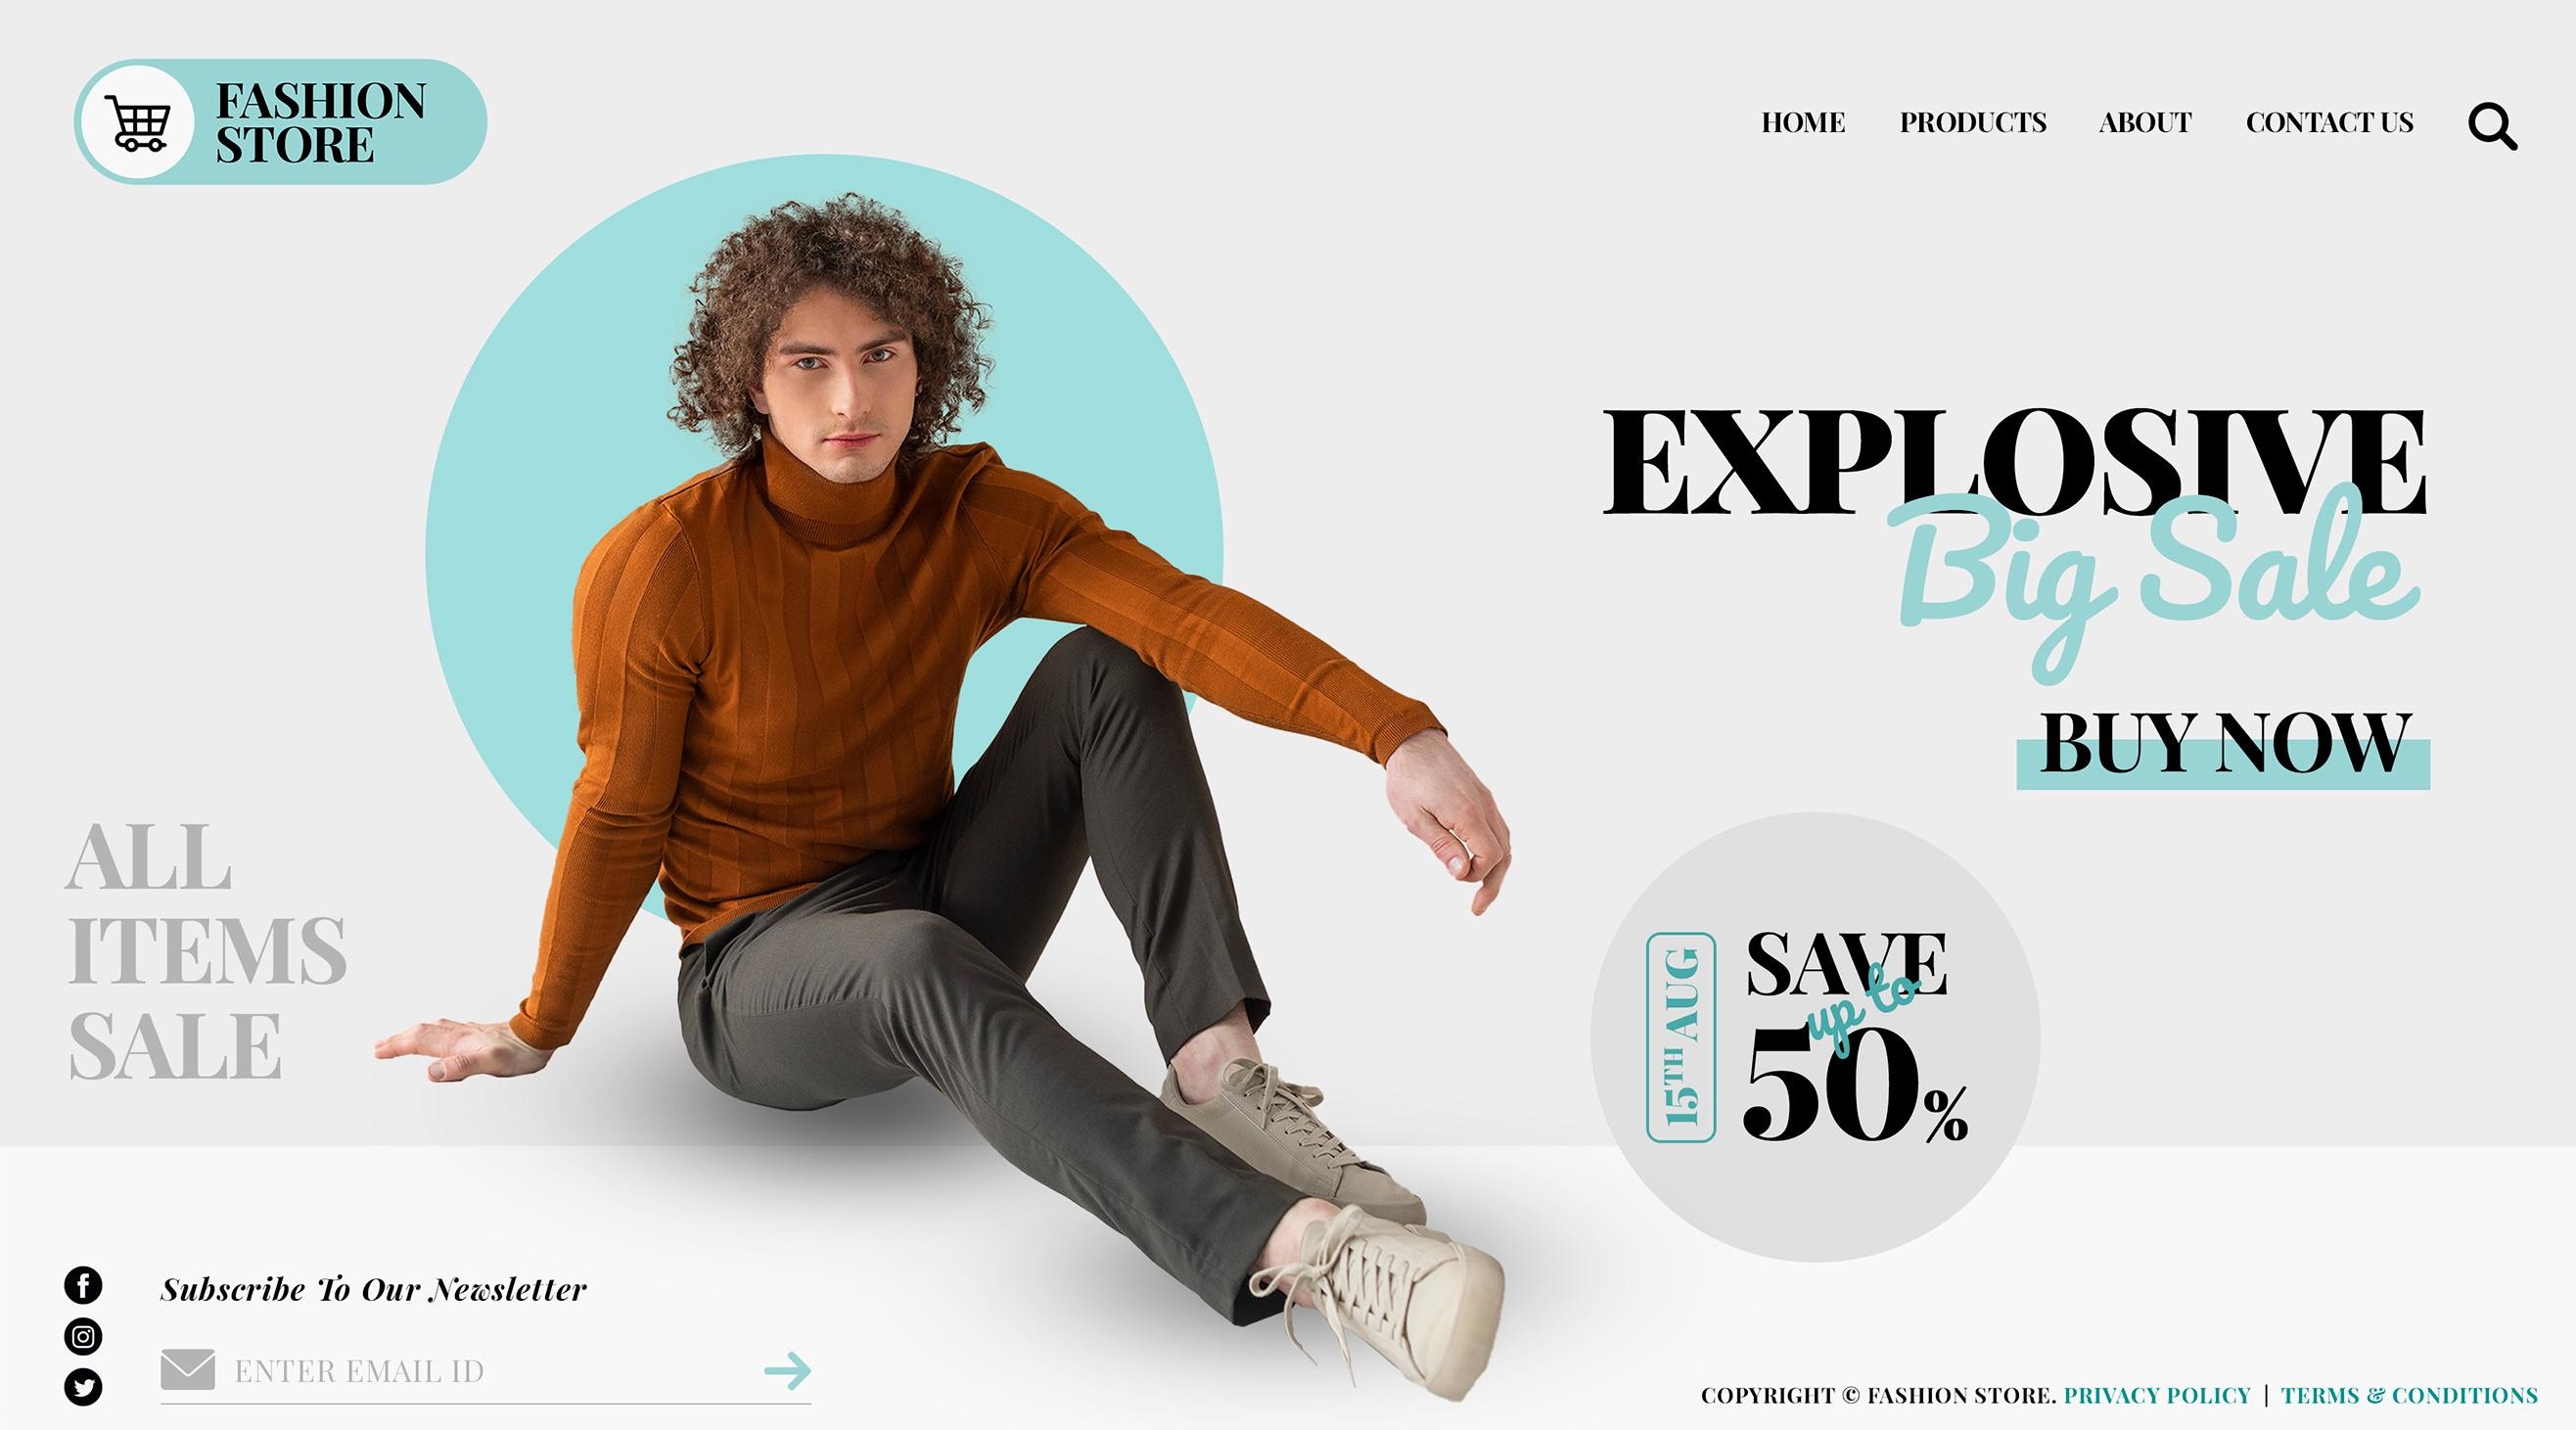 FASHION
STORE
HOME PRODUCTS ABOUT CONTACT US
EXPLOSIVE
Big Sale
BUY NOW
ALL
ITEMS
SALE
15TH AUG
SAVE
up to
50%
Subscribe To Our Newsletter
ENTER EMAIL ID
COPYRIGHT © FASHION STORE. PRIVACY POLICY | TERMS & CONDITIONS